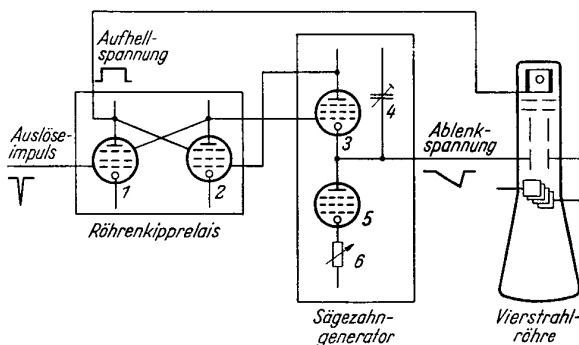 Aufhell-
spannung
Auslöse-
impuls
1
2
Röhrenkipprelais
3
4
5
6
Sägezahn-
generator
Ablenk-
spannung
Vierstrahl-
röhre